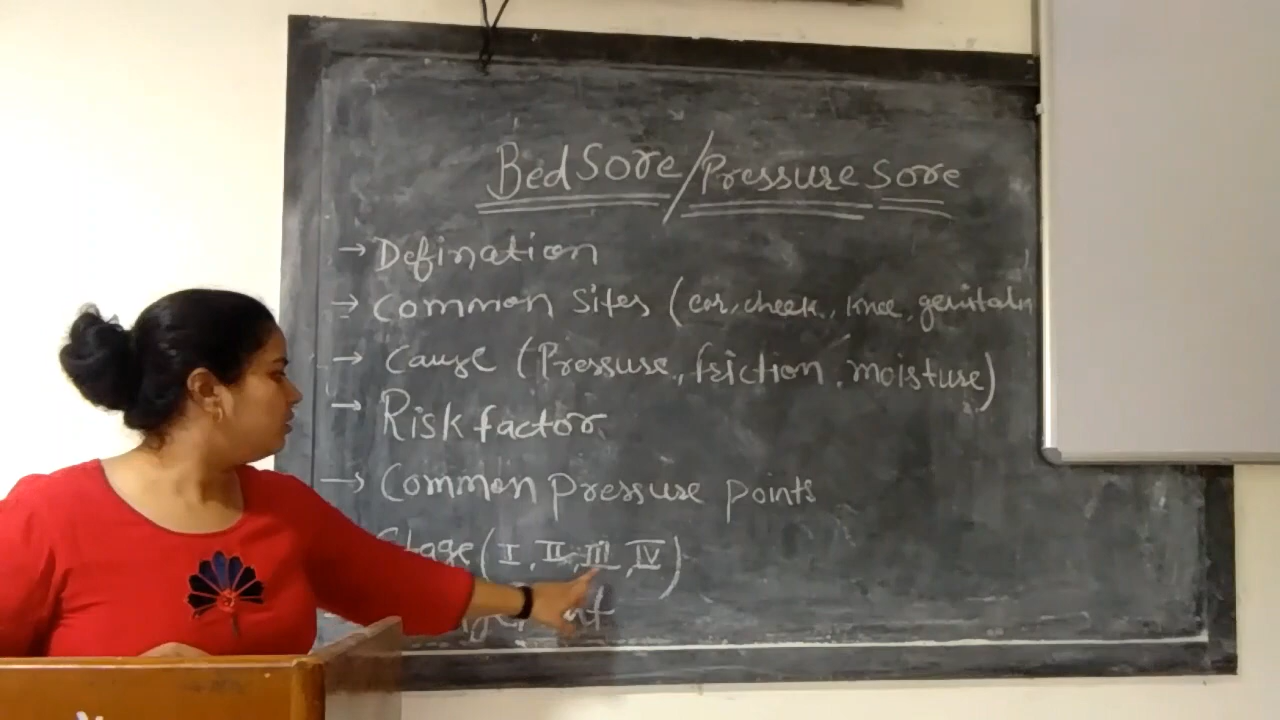 Bed Sore/Pressure Sore
→ Defination
→ Common Sites (ear, cheek, knee, genitalia
→ Cause (Pressure, friction, moisture)
→ Risk factor
→ Common pressure points
Stage (I, II, III, IV)